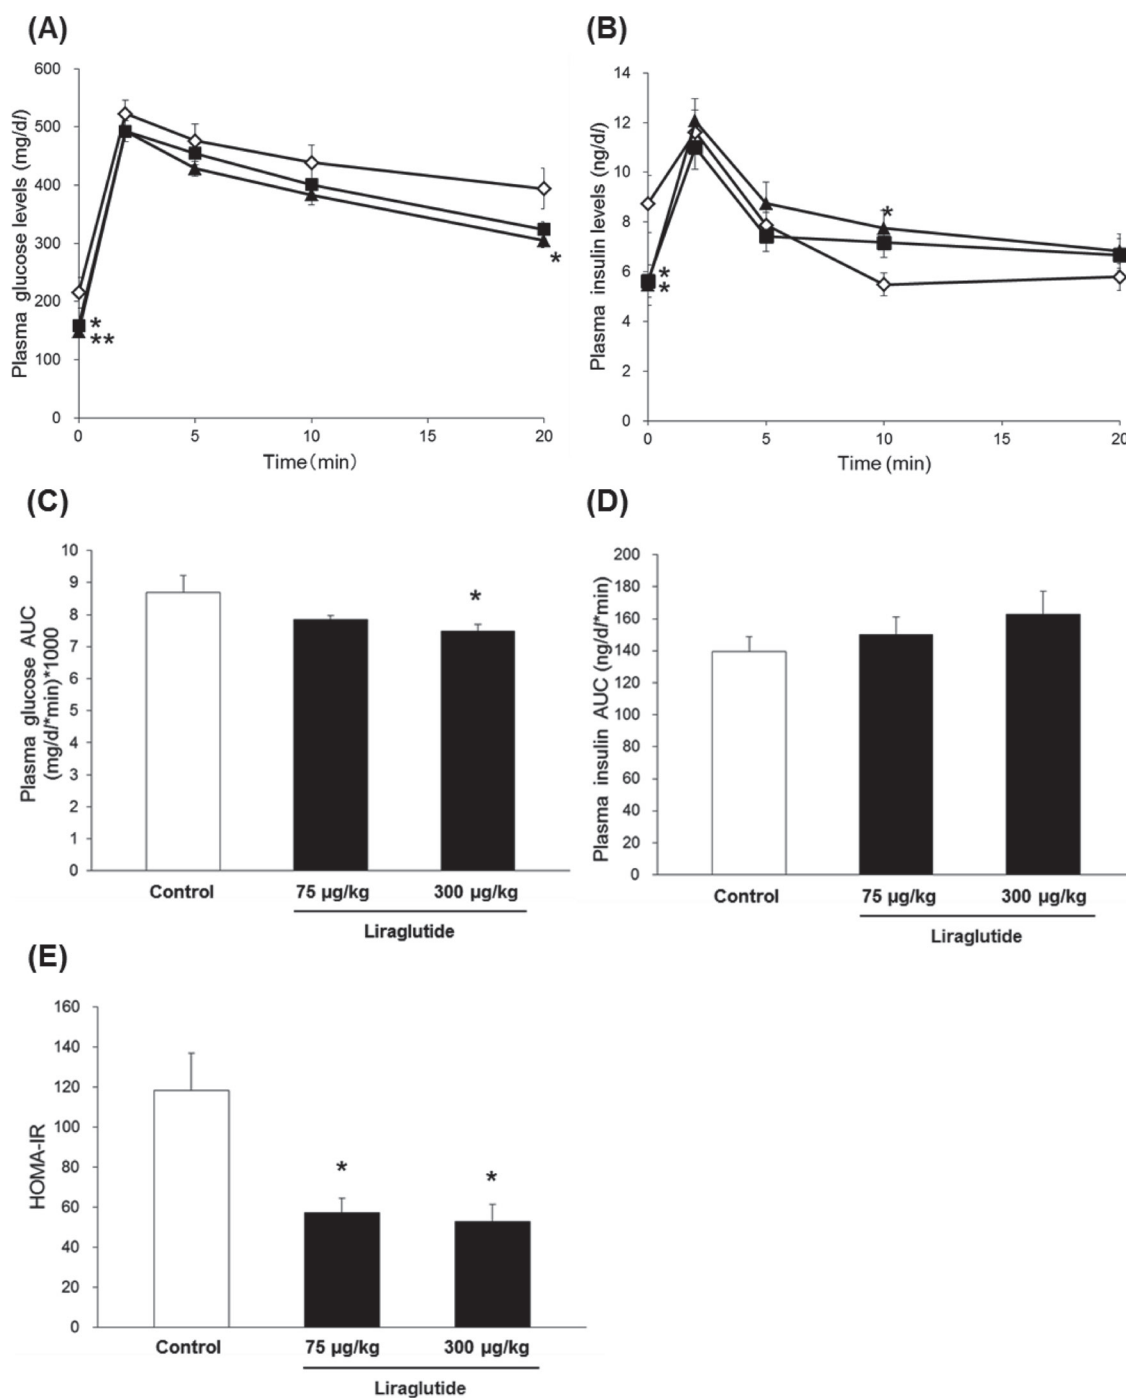 (A)
Plasma glucose levels (mg/d/)
600
500
400
300
200
100
0
*
**
*
0
5
10
15
20
Time(min)
(B)
Plasma insulin levels (ng/d/)
14
12
10
8
6
4
2
0
*
*
*
0
5
10
15
20
Time (min)
(C)
Plasma glucose AUC
(mg/d/*min)*1000
10
9
8
7
6
5
4
3
2
1
0
*
Control
75 µg/kg
300 µg/kg
Liraglutide
(D)
Plasma insulin AUC (ng/d/*min)
200
180
160
140
120
100
80
60
40
20
0
Control
75 µg/kg
300 µg/kg
Liraglutide
(E)
HOMA-IR
160
140
120
100
80
60
40
20
0
*
*
Control
75 µg/kg
300 µg/kg
Liraglutide